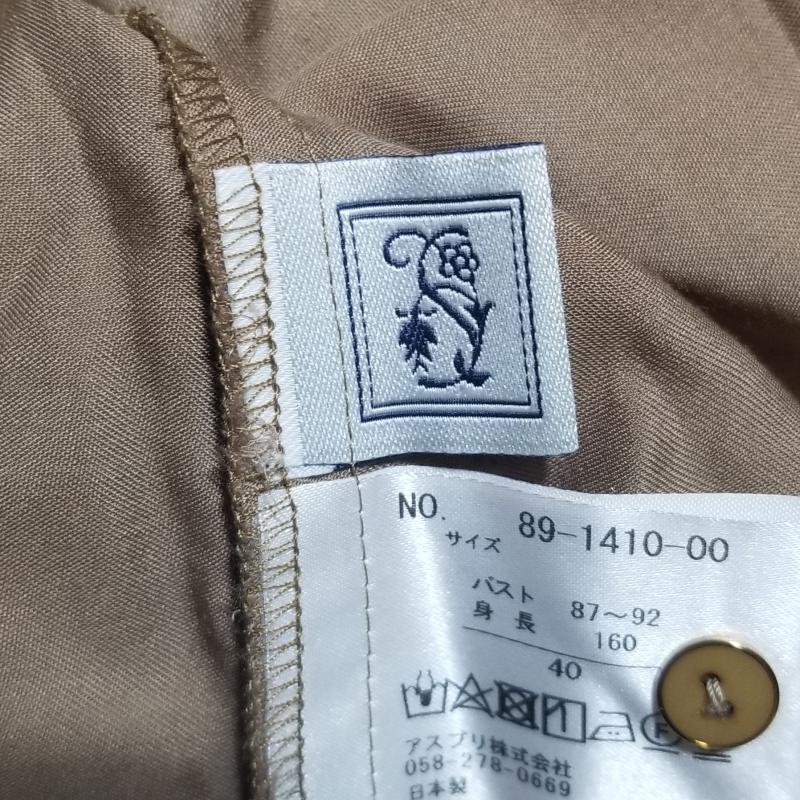 NO. 89-1410-00
サイズ
バスト 87～92
身長 160
40
アスプリ株式会社
058-278-0669
日本製